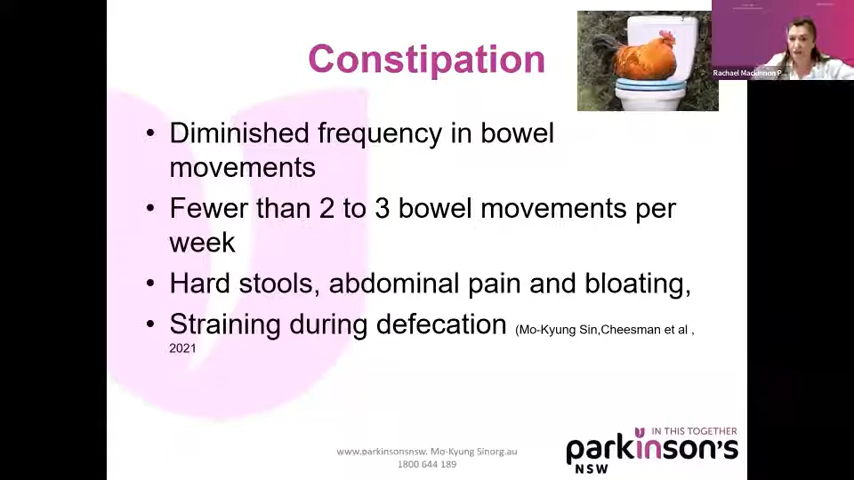 Constipation
Rachael Mackinnon P...
• Diminished frequency in bowel
movements
• Fewer than 2 to 3 bowel movements per
week
• Hard stools, abdominal pain and bloating,
• Straining during defecation (Mo-Kyung Sin,Cheesman et al ,
2021
www.parkinsonsnsw. Mo-Kyung Sinorg.au
1800 644 189
IN THIS TOGETHER
parkinson's
NSW